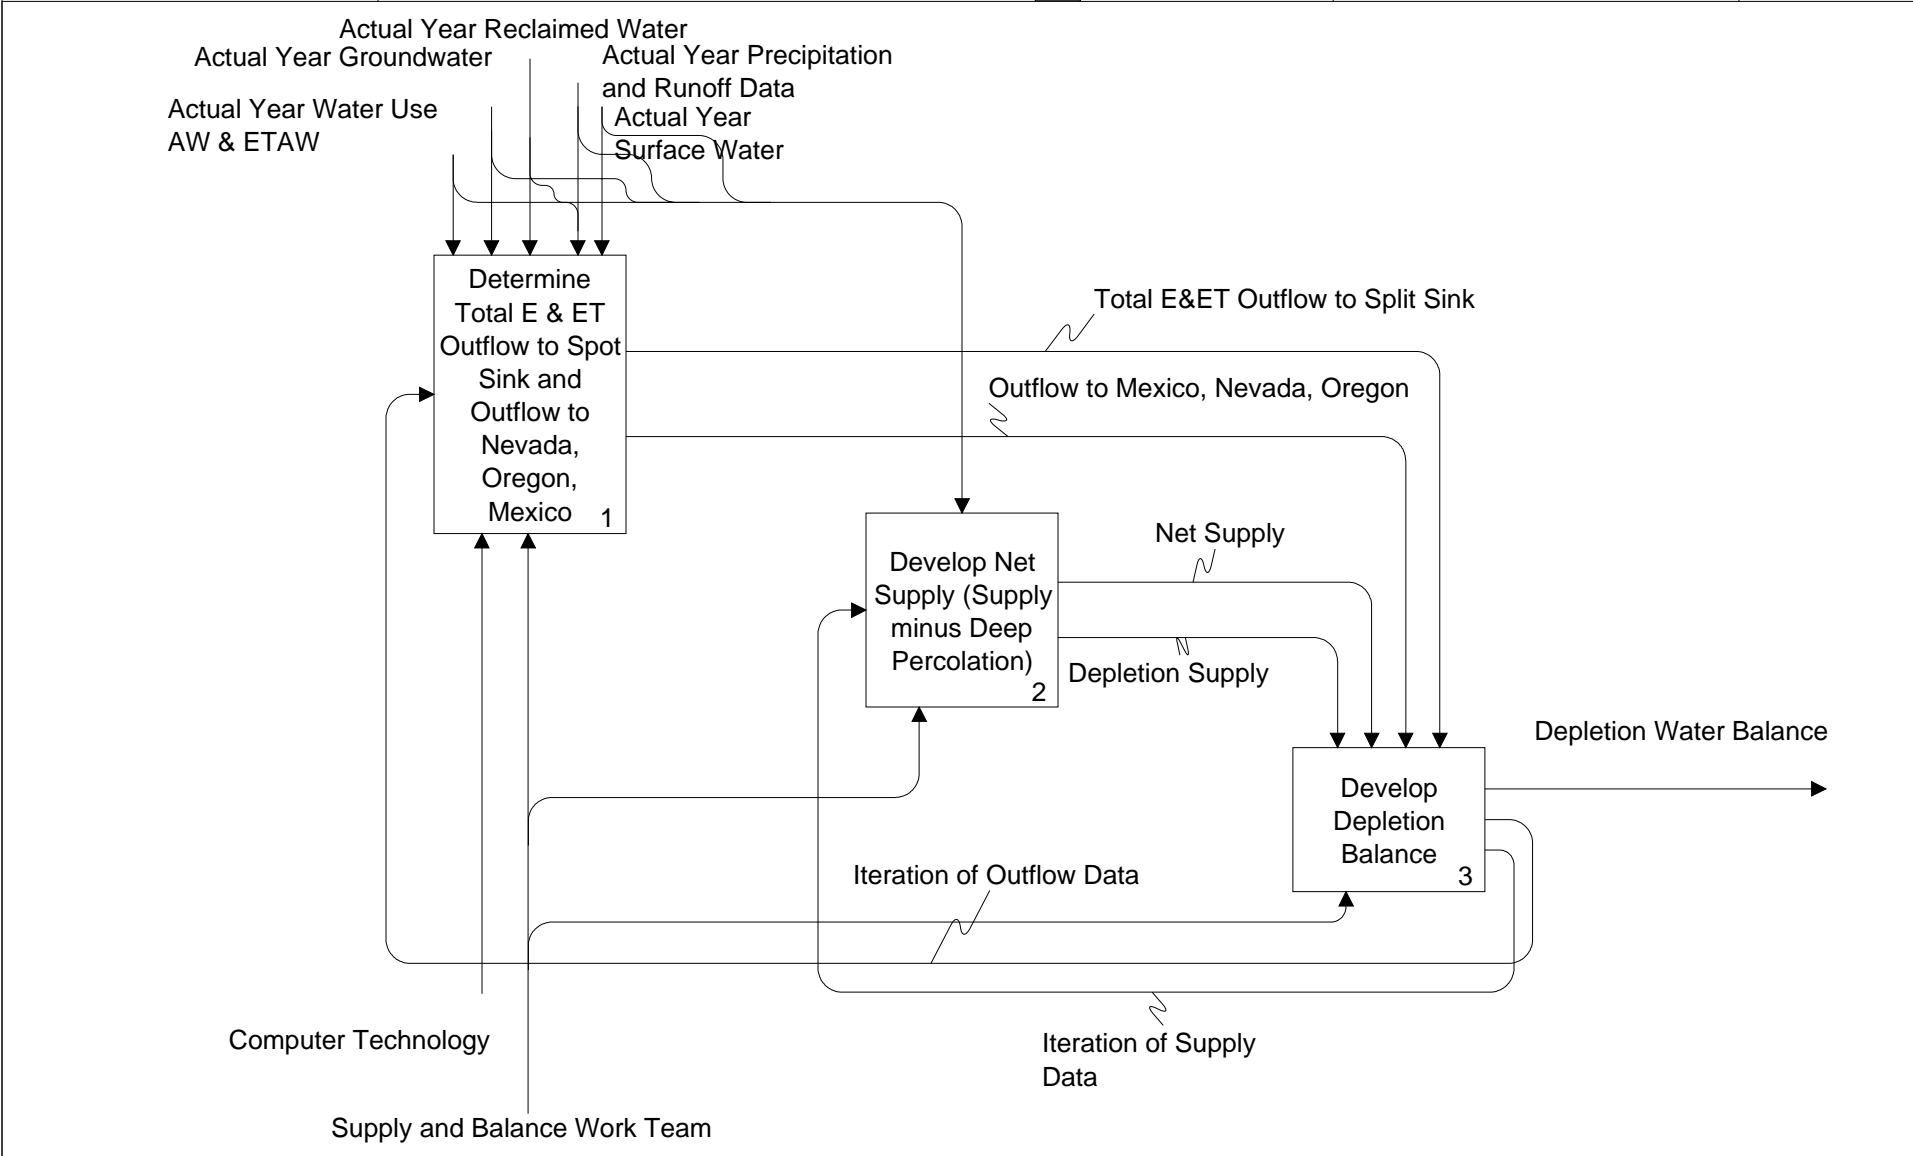 Actual Year Reclaimed Water
Actual Year Groundwater
Actual Year Precipitation
and Runoff Data
Actual Year Water Use
AW & ETAW
Actual Year
Surface Water
Determine
Total E & ET
Outflow to Spot
Sink and
Outflow to
Nevada,
Oregon,
Mexico
1
Total E&ET Outflow to Split Sink
Outflow to Mexico, Nevada, Oregon
Develop Net
Supply (Supply
minus Deep
Percolation)
2
Net Supply
Depletion Supply
Depletion Water Balance
Develop
Depletion
Balance
3
Iteration of Outflow Data
Computer Technology
Iteration of Supply
Data
Supply and Balance Work Team